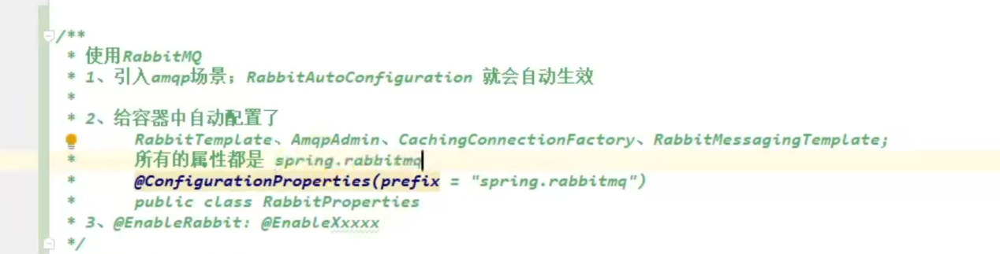 /**
* 使用RabbitMQ
* 1、引入amqp场景；RabbitAutoConfiguration 就会自动生效
*
* 2、给容器中自动配置了
RabbitTemplate、AmqpAdmin、CachingConnectionFactory、RabbitMessagingTemplate;
* 所有的属性都是 spring.rabbitmq
* @ConfigurationProperties(prefix = "spring.rabbitmq")
* public class RabbitProperties
* 3、@EnableRabbit: @EnableXxxxx
*/